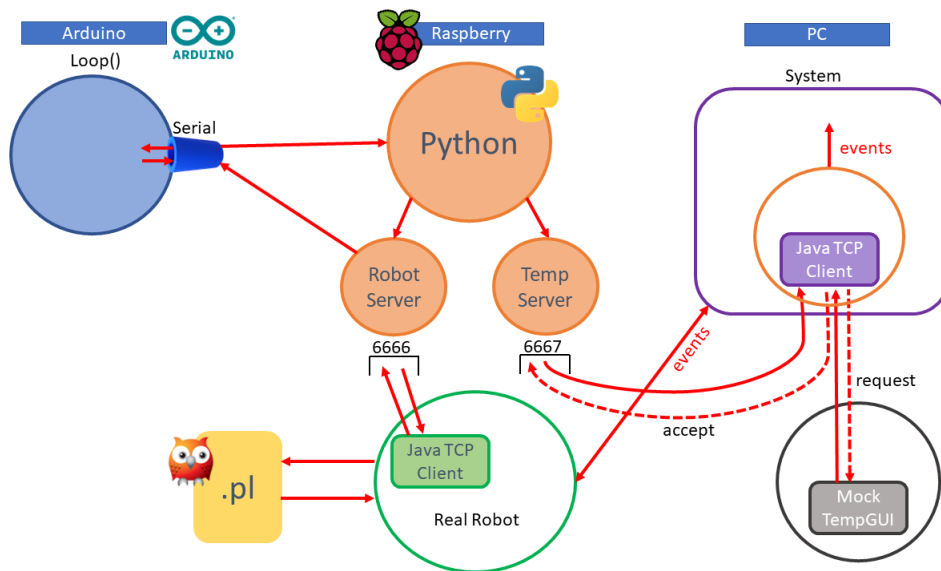 Arduino
ARDUINO
Raspberry
PC
Loop()
System
Serial
Python
events
Java TCP
Client
Robot
Server
Temp
Server
6666
6667
events
request
accept
Java TCP
Client
.pl
Real Robot
Mock
TempGUI